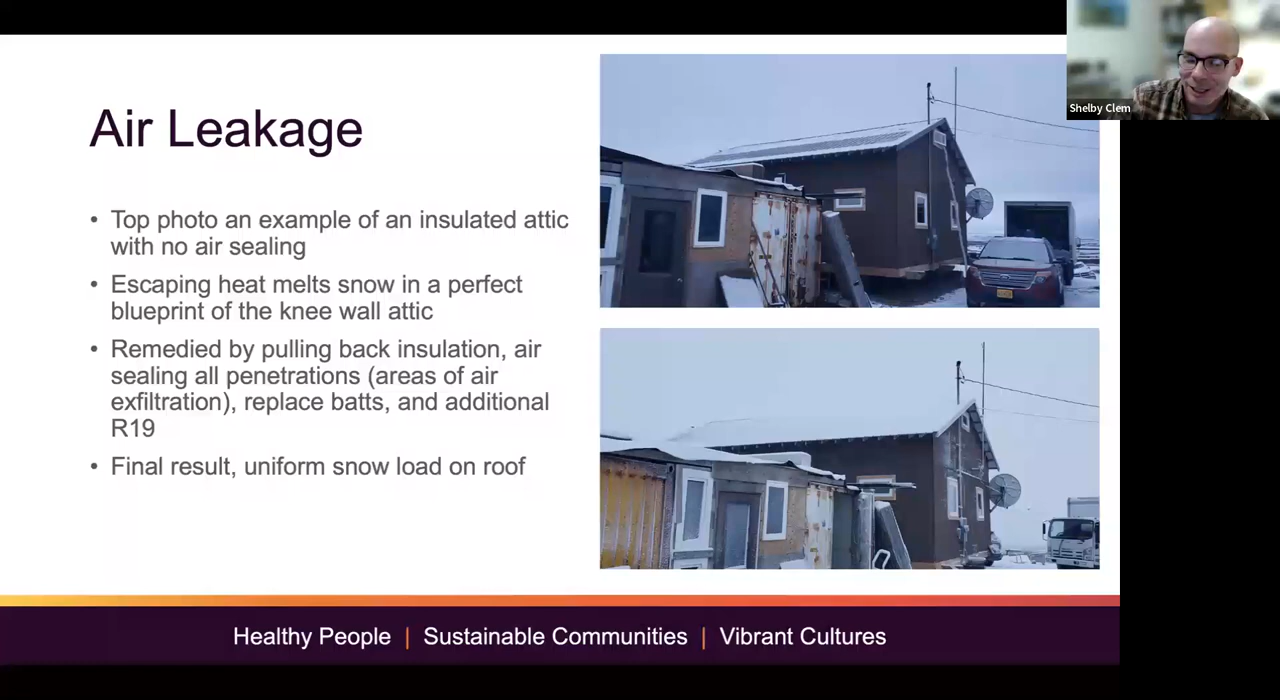 Shelby Clem
Air Leakage
• Top photo an example of an insulated attic
with no air sealing
• Escaping heat melts snow in a perfect
blueprint of the knee wall attic
• Remedied by pulling back insulation, air
sealing all penetrations (areas of air
exfiltration), replace batts, and additional
R19
• Final result, uniform snow load on roof
Healthy People | Sustainable Communities | Vibrant Cultures